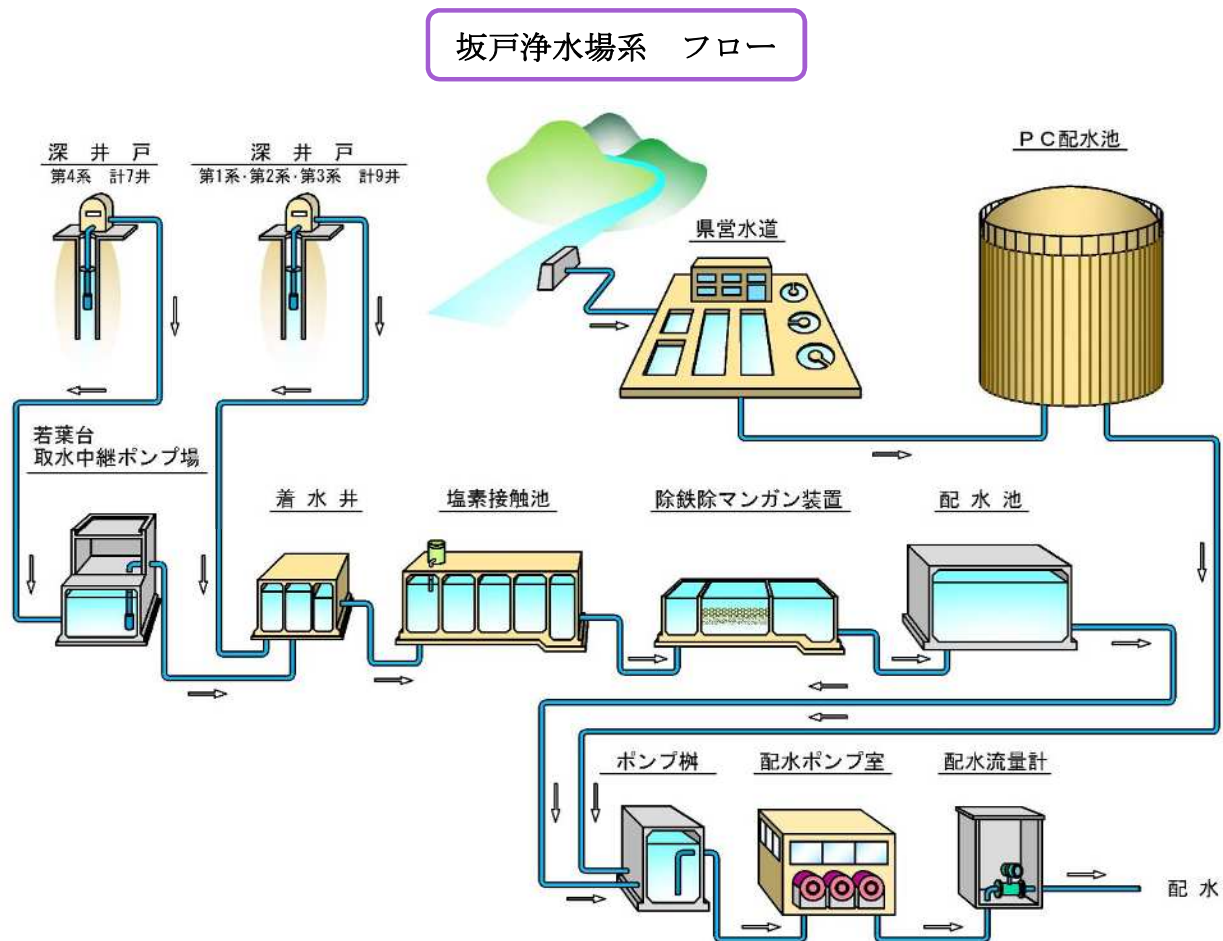 坂戸浄水場系　フロー
深　井　戸
第4系　計7井
深　井　戸
第1系・第2系・第3系　計9井
県営水道
ＰＣ配水池
若葉台
取水中継ポンプ場
着 水 井
塩素接触池
除鉄除マンガン装置
配 水 池
ポンプ桝
配水ポンプ室
配水流量計
配 水